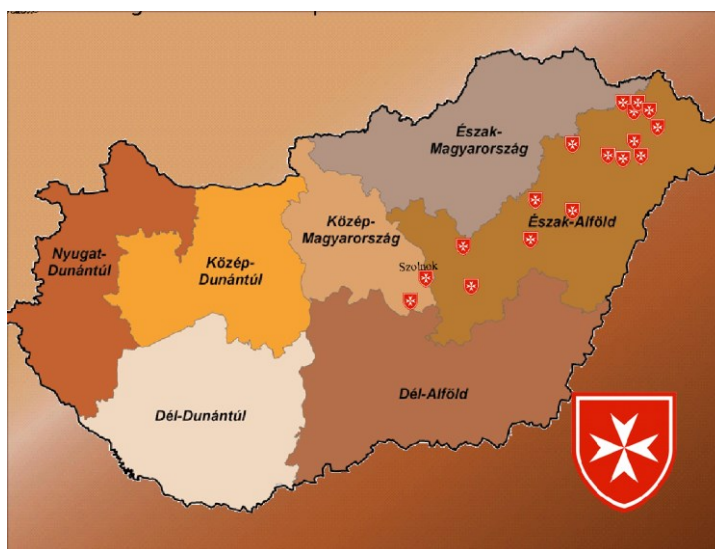 Észak-
Magyarország
Észak-Alföld
Közép-
Magyarország
Nyugat-
Dunántúl
Közép-
Dunántúl
Szolnok
Dél-Alföld
Dél-Dunántúl